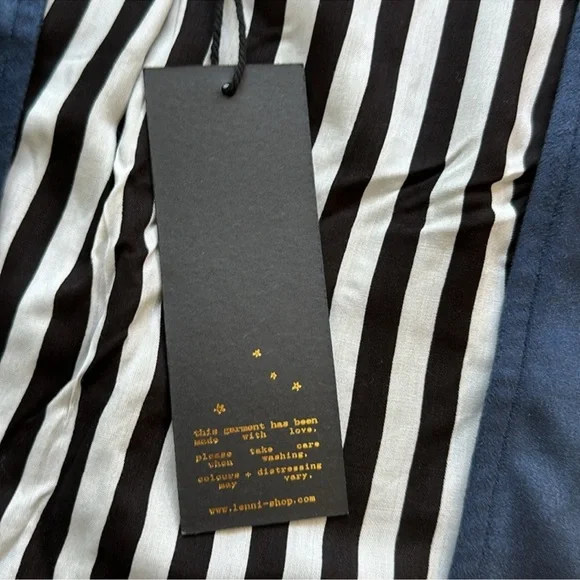 this garment has been
made with love.
please take care
when washing.
colours + distressing
may vary.
www.lenni-shop.com